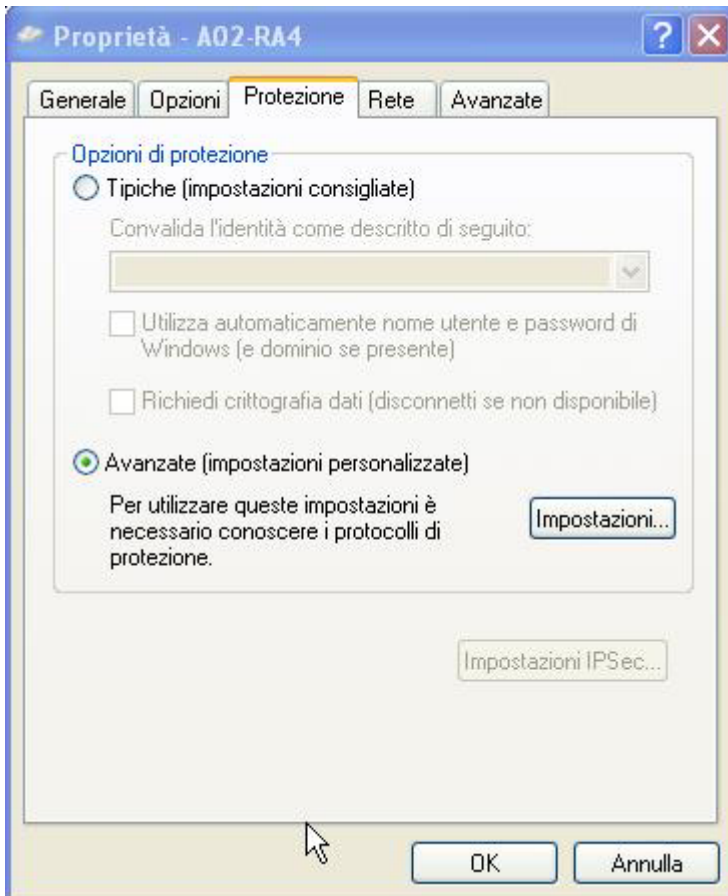 Proprietà - A02-RA4
Generale Opzioni Protezione Rete Avanzate
Opzioni di protezione
Tipiche (impostazioni consigliate)
Convalida l'identità come descritto di seguito:
Utilizza automaticamente nome utente e password di
Windows (e dominio se presente)
Richiedi crittografia dati (disconnetti se non disponibile)
Avanzate (impostazioni personalizzate)
Per utilizzare queste impostazioni è
necessario conoscere i protocolli di
protezione.
Impostazioni...
Impostazioni IPSec...
OK Annulla